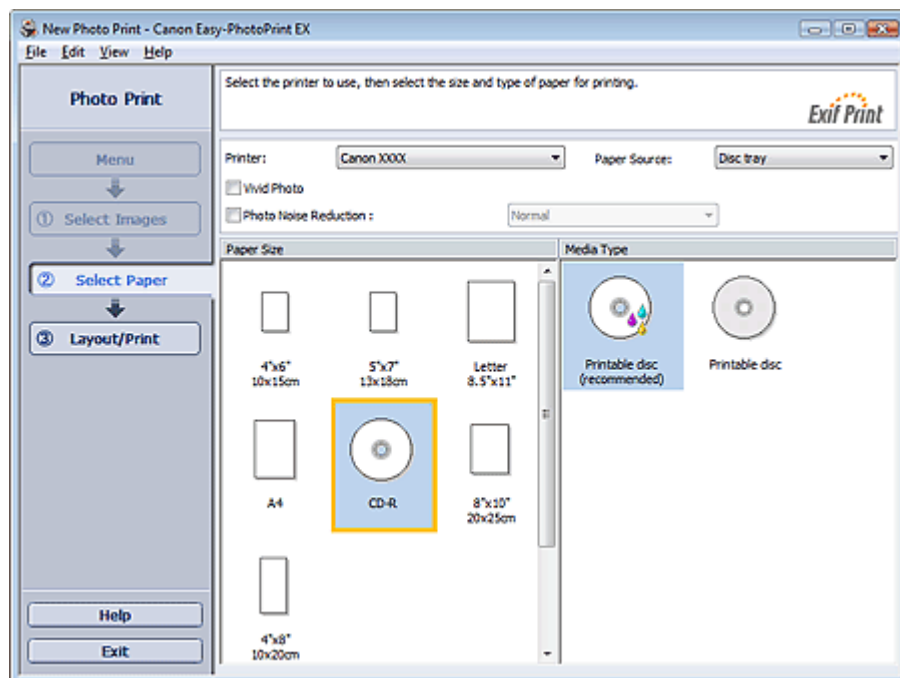 New Photo Print - Canon Easy-PhotoPrint EX
File Edit View Help
Photo Print
Select the printer to use, then select the size and type of paper for printing.
Exif Print
Menu
① Select Images
② Select Paper
③ Layout/Print
Help
Exit
Printer: Canon XXXX Paper Source: Disc tray
Vivid Photo
Photo Noise Reduction : Normal
Paper Size
4"x6"
10x15cm
5"x7"
13x18cm
Letter
8.5"x11"
A4
CD-R
8"x10"
20x25cm
4"x8"
10x20cm
Media Type
Printable disc
(recommended)
Printable disc